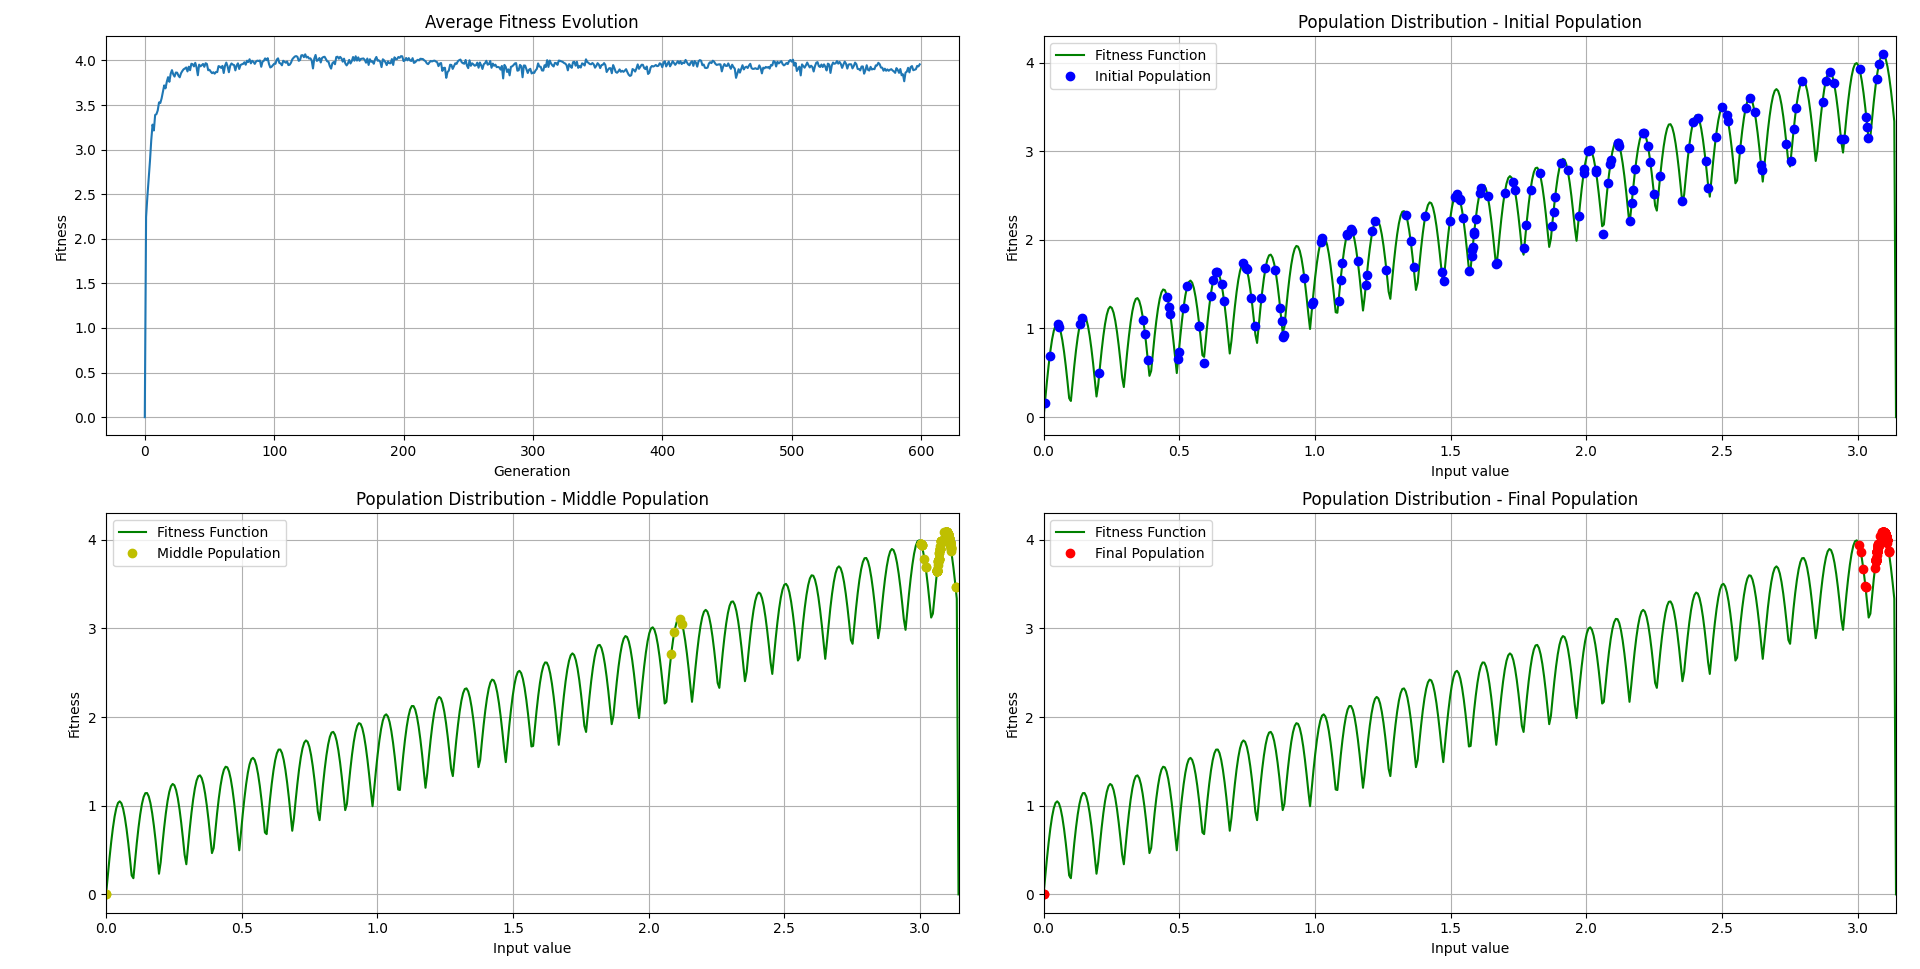 Average Fitness Evolution
Fitness
4.0
3.5
3.0
2.5
2.0
1.5
1.0
0.5
0.0
0 100 200 300 400 500 600
Generation
Population Distribution - Initial Population
Fitness Function
Initial Population
Fitness
4
3
2
1
0
0.0 0.5 1.0 1.5 2.0 2.5 3.0
Input value
Population Distribution - Middle Population
Fitness Function
Middle Population
Fitness
4
3
2
1
0
0.0 0.5 1.0 1.5 2.0 2.5 3.0
Input value
Population Distribution - Final Population
Fitness Function
Final Population
Fitness
4
3
2
1
0
0.0 0.5 1.0 1.5 2.0 2.5 3.0
Input value